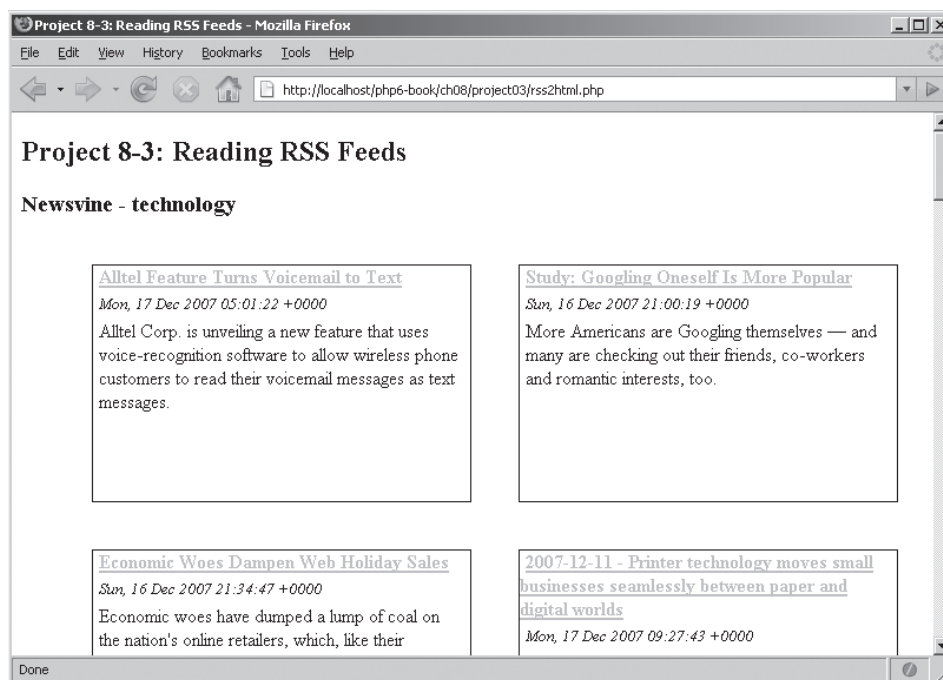 Project 8-3: Reading RSS Feeds - Mozilla Firefox
File Edit View History Bookmarks Tools Help
http://localhost/php6-book/ch08/project03/rss2html.php
Project 8-3: Reading RSS Feeds
Newsvine - technology
Alltel Feature Turns Voicemail to Text
Mon, 17 Dec 2007 05:01:22 +0000
Alltel Corp. is unveiling a new feature that uses
voice-recognition software to allow wireless phone
customers to read their voicemail messages as text
messages.
Study: Googling Oneself Is More Popular
Sun, 16 Dec 2007 21:00:19 +0000
More Americans are Googling themselves — and
many are checking out their friends, co-workers
and romantic interests, too.
Economic Woes Dampen Web Holiday Sales
Sun, 16 Dec 2007 21:34:47 +0000
Economic woes have dumped a lump of coal on
the nation's online retailers, which, like their
2007-12-11 - Printer technology moves small
businesses seamlessly between paper and
digital worlds
Mon, 17 Dec 2007 09:27:43 +0000
Done